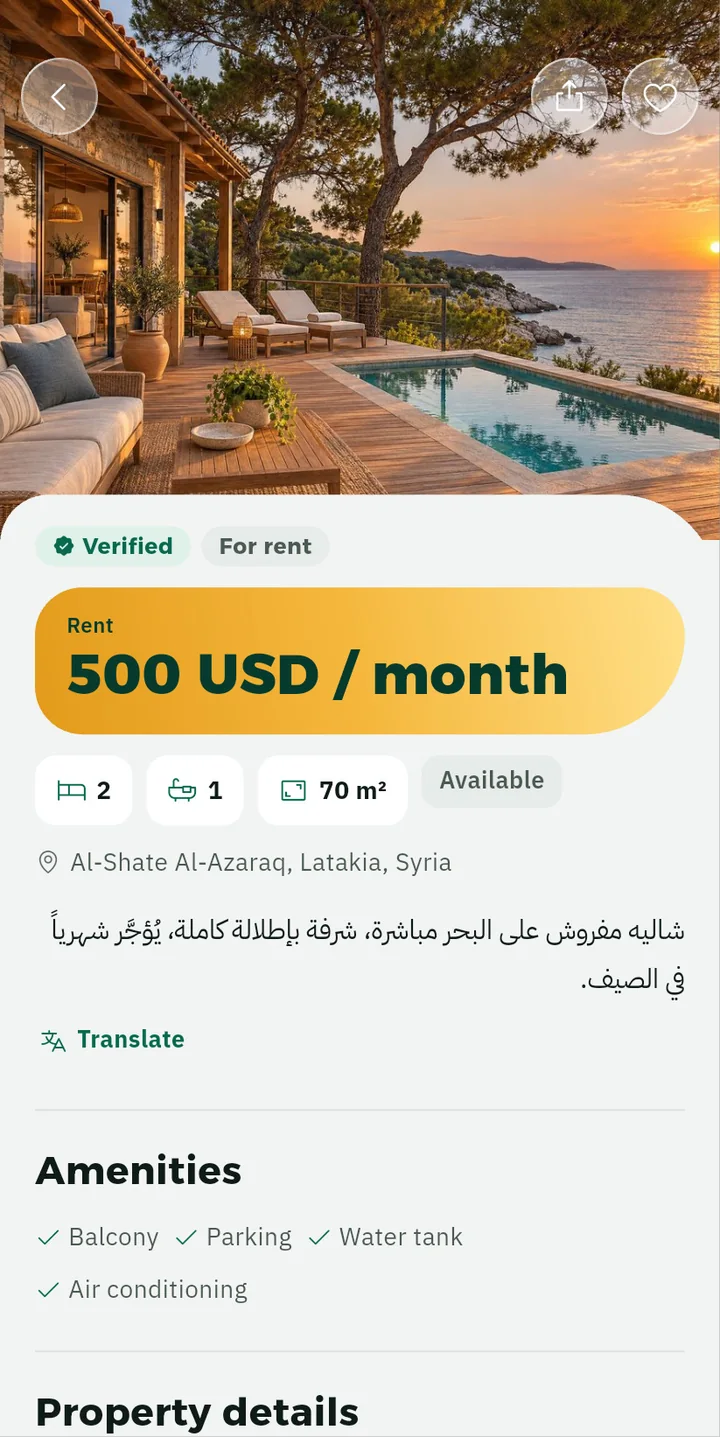 Verified
For rent
Rent
500 USD / month
2
1
70 m²
Available
Al-Shate Al-Azaraq, Latakia, Syria
شاليه مفروش على البحر مباشرة، شرفة بإطلالة كاملة، يُؤجَّر شهرياً
في الصيف.
Translate
Amenities
Balcony
Parking
Water tank
Air conditioning
Property details